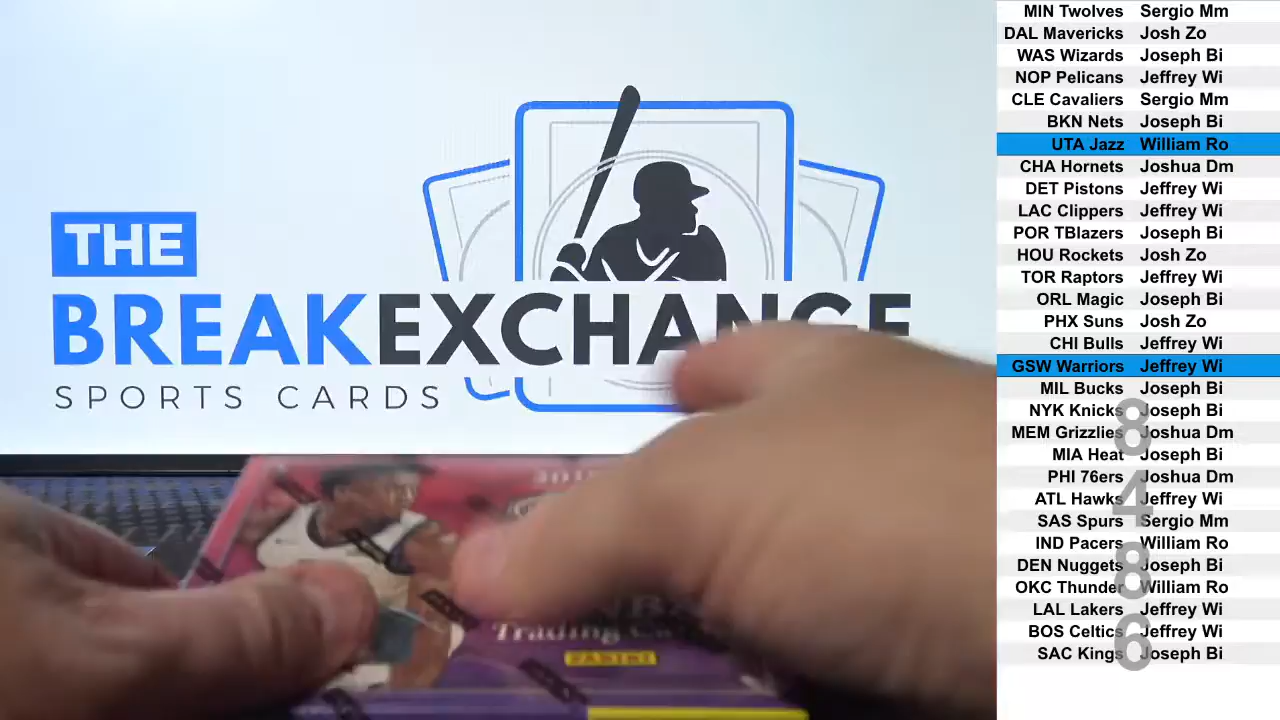 THE
BREAKEXCHANGE
SPORTS CARDS
NBA
Trading
PANINI
MIN Twolves Sergio Mm
DAL Mavericks Josh Zo
WAS Wizards Joseph Bi
NOP Pelicans Jeffrey Wi
CLE Cavaliers Sergio Mm
BKN Nets Joseph Bi
UTA Jazz William Ro
CHA Hornets Joshua Dm
DET Pistons Jeffrey Wi
LAC Clippers Jeffrey Wi
POR TBlazers Joseph Bi
HOU Rockets Josh Zo
TOR Raptors Jeffrey Wi
ORL Magic Joseph Bi
PHX Suns Josh Zo
CHI Bulls Jeffrey Wi
GSW Warriors Jeffrey Wi
MIL Bucks Joseph Bi
NYK Knicks Joseph Bi
MEM Grizzlies Joshua Dm
MIA Heat Joseph Bi
PHI 76ers Joshua Dm
ATL Hawks Jeffrey Wi
SAS Spurs Sergio Mm
IND Pacers William Ro
DEN Nuggets Joseph Bi
OKC Thunder William Ro
LAL Lakers Jeffrey Wi
BOS Celtics Jeffrey Wi
SAC Kings Joseph Bi
8
4
8
6